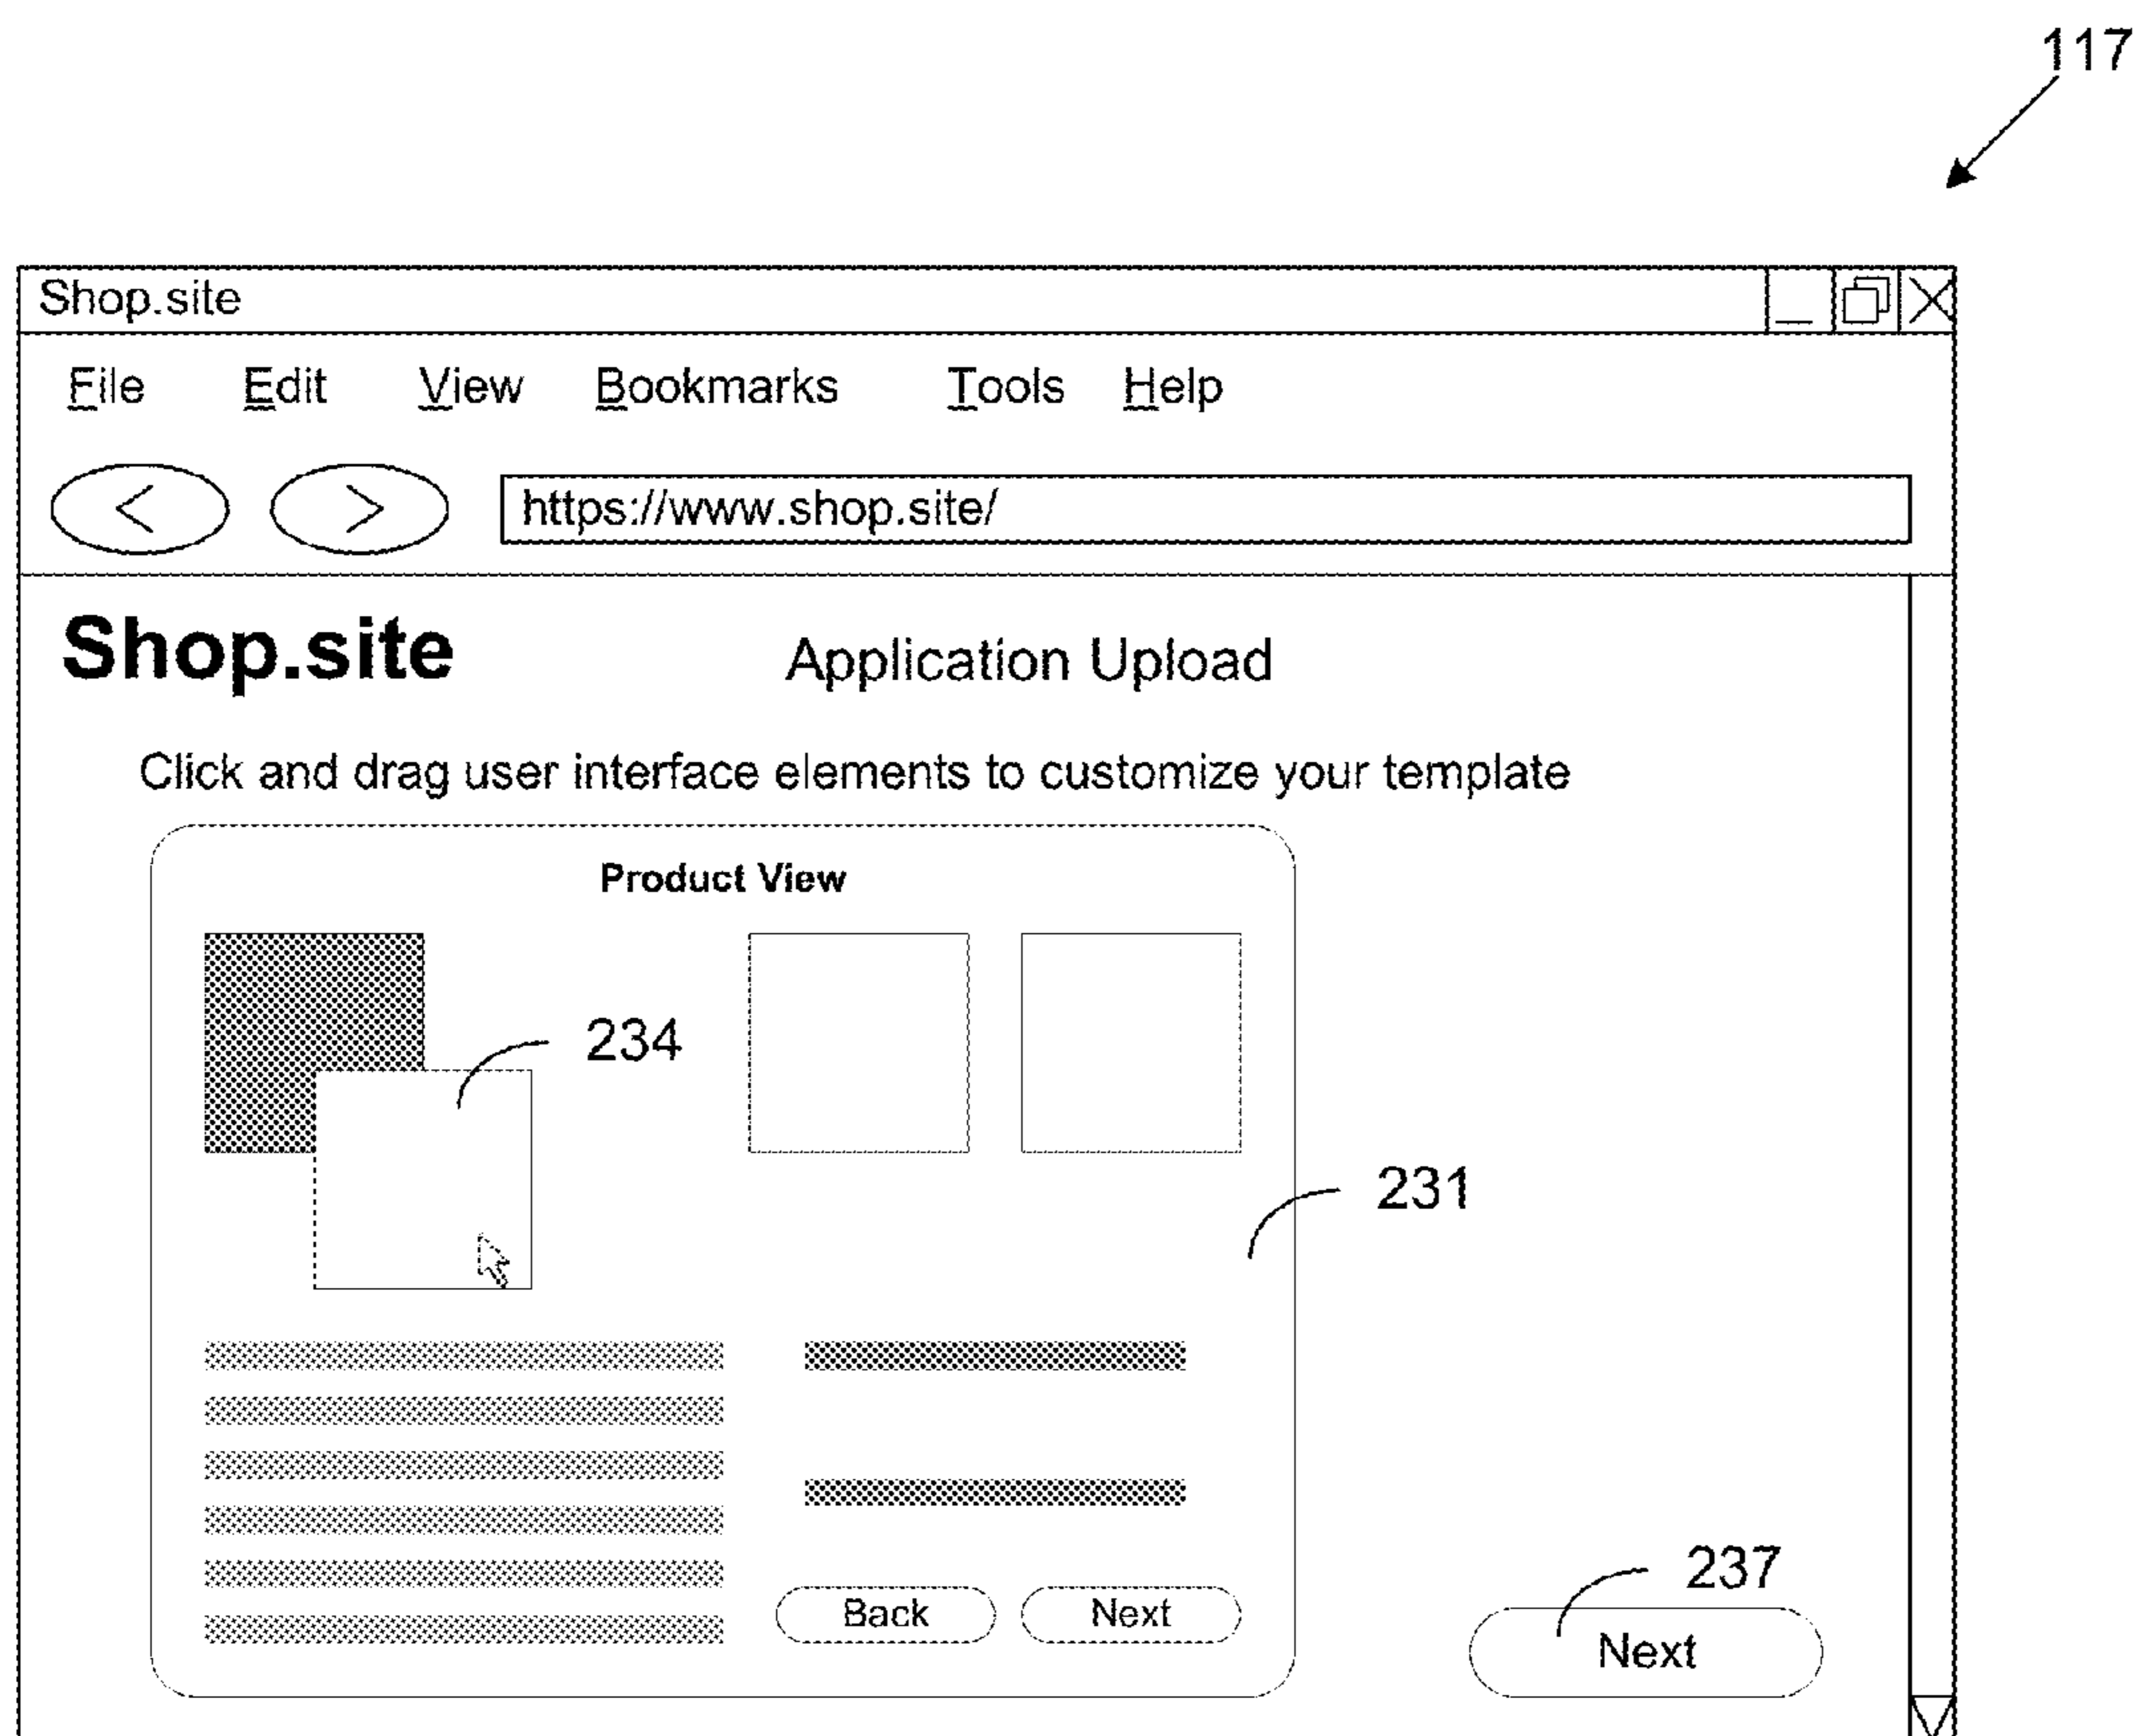 117
Shop.site
File Edit View Bookmarks Tools Help
< > https://www.shop.site/
Shop.site Application Upload
Click and drag user interface elements to customize your template
Product View
234
231
237
Back Next Next